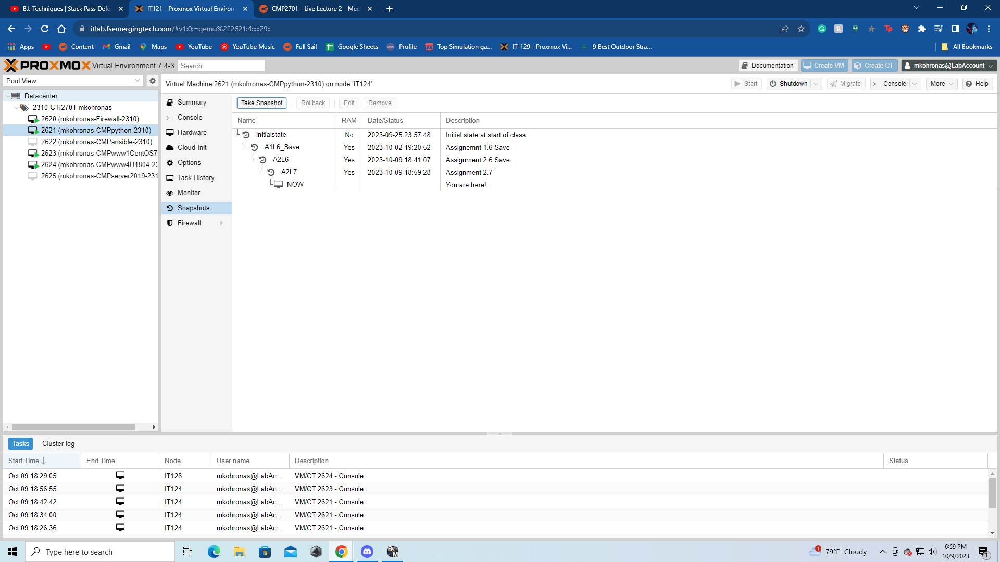 BJJ Techniques | Stack Pass Defe
IT121 - Proxmox Virtual Environm
CMP2701 - Live Lecture 2 - Mee
itlab.fsemergingtech.com/#v1:0:=qemu%2F2621:4:::::29::
Apps
Content
Gmail
Maps
YouTube
YouTube Music
Full Sail
Google Sheets
Profile
Top Simulation ga...
IT-129 - Proxmox Vi...
9 Best Outdoor Stra...
All Bookmarks
PROXMOX Virtual Environment 7.4-3
Search
Documentation
Create VM
Create CT
mkohronas@LabAccount
Pool View
Virtual Machine 2621 (mkohronas-CMPpython-2310) on node 'IT124'
Start
Shutdown
Migrate
Console
More
Help
Datacenter
2310-CTI2701-mkohronas
2620 (mkohronas-Firewall-2310)
2621 (mkohronas-CMPpython-2310)
2622 (mkohronas-CMPansible-2310)
2623 (mkohronas-CMPwww1CentOS7-
2624 (mkohronas-CMPwww4U1804-23
2625 (mkohronas-CMPserver2019-231
Summary
Console
Hardware
Cloud-Init
Options
Task History
Monitor
Snapshots
Firewall
Take Snapshot
Rollback
Edit
Remove
Name RAM Date/Status Description
initialstate No 2023-09-25 23:57:48 Initial state at start of class
A1L6_Save Yes 2023-10-02 19:20:52 Assignemnt 1.6 Save
A2L6 Yes 2023-10-09 18:41:07 Assignment 2.6 Save
A2L7 Yes 2023-10-09 18:59:28 Assignment 2.7
NOW You are here!
Tasks
Cluster log
Start Time End Time Node User name Description Status
Oct 09 18:29:05 IT128 mkohronas@LabAc... VM/CT 2624 - Console
Oct 09 18:56:55 IT124 mkohronas@LabAc... VM/CT 2623 - Console
Oct 09 18:42:42 IT124 mkohronas@LabAc... VM/CT 2621 - Console
Oct 09 18:34:00 IT124 mkohronas@LabAc... VM/CT 2621 - Console
Oct 09 18:26:36 IT124 mkohronas@LabAc... VM/CT 2621 - Console
Type here to search
1
79°F Cloudy
6:59 PM
10/9/2023
1